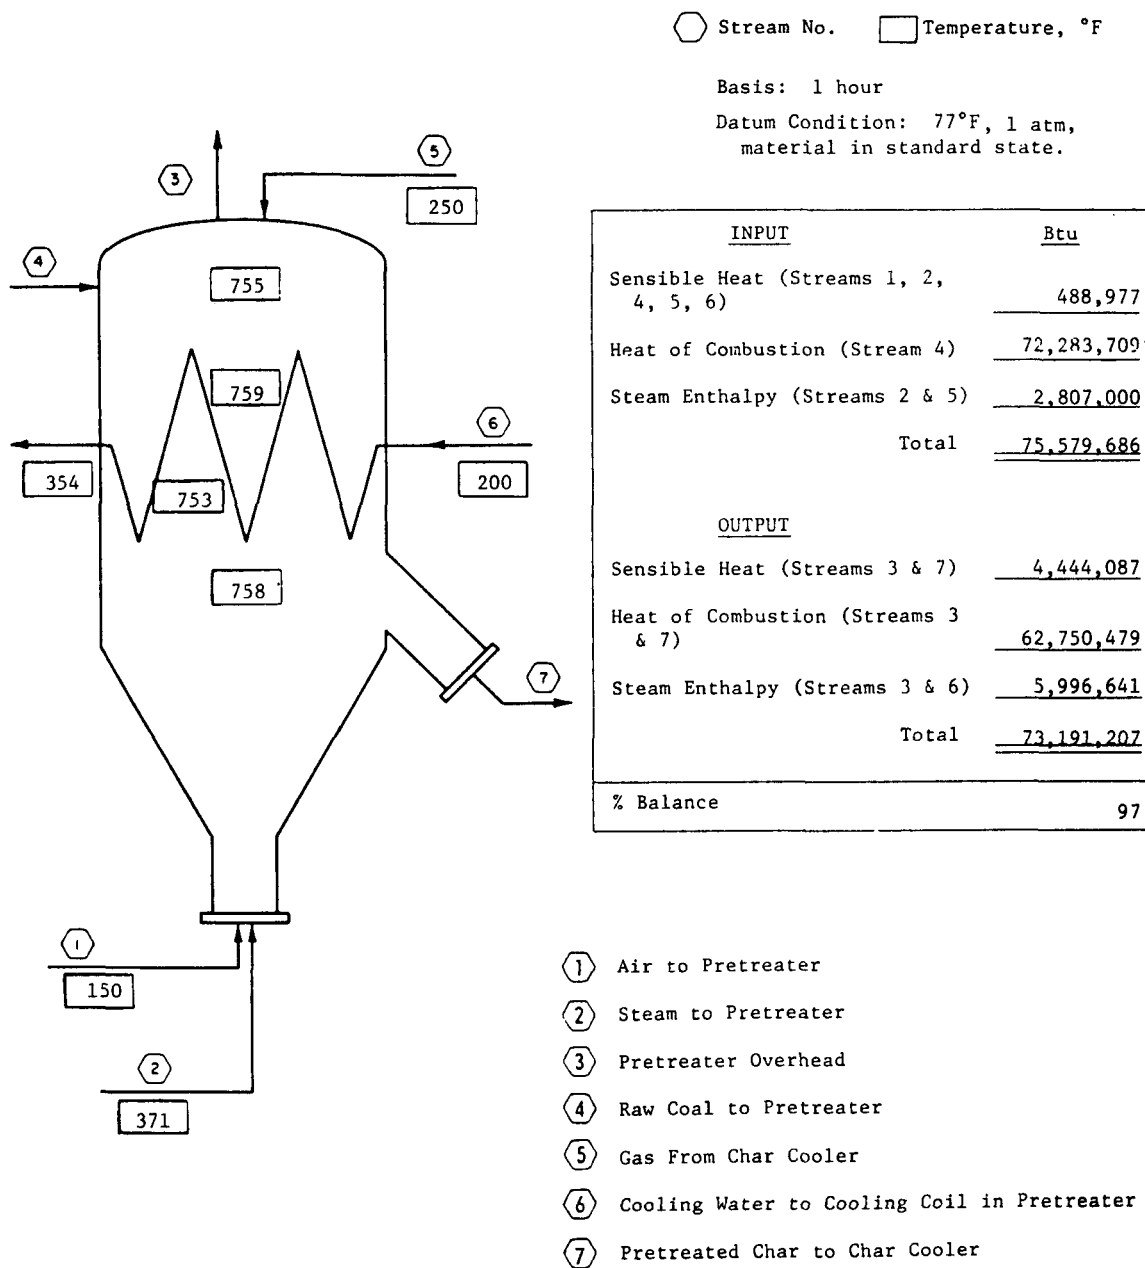 Stream No. Temperature, °F
Basis: 1 hour
Datum Condition: 77°F, 1 atm,
material in standard state.
3
5
250
4
755
759
6
354
753
200
758
7
1
150
2
371
INPUT Btu
Sensible Heat (Streams 1, 2,
4, 5, 6) 488,977
Heat of Combustion (Stream 4) 72,283,709
Steam Enthalpy (Streams 2 & 5) 2,807,000
Total 75,579,686
OUTPUT
Sensible Heat (Streams 3 & 7) 4,444,087
Heat of Combustion (Streams 3
& 7) 62,750,479
Steam Enthalpy (Streams 3 & 6) 5,996,641
Total 73,191,207
% Balance 97
1 Air to Pretreater
2 Steam to Pretreater
3 Pretreater Overhead
4 Raw Coal to Pretreater
5 Gas From Char Cooler
6 Cooling Water to Cooling Coil in Pretreater
7 Pretreated Char to Char Cooler